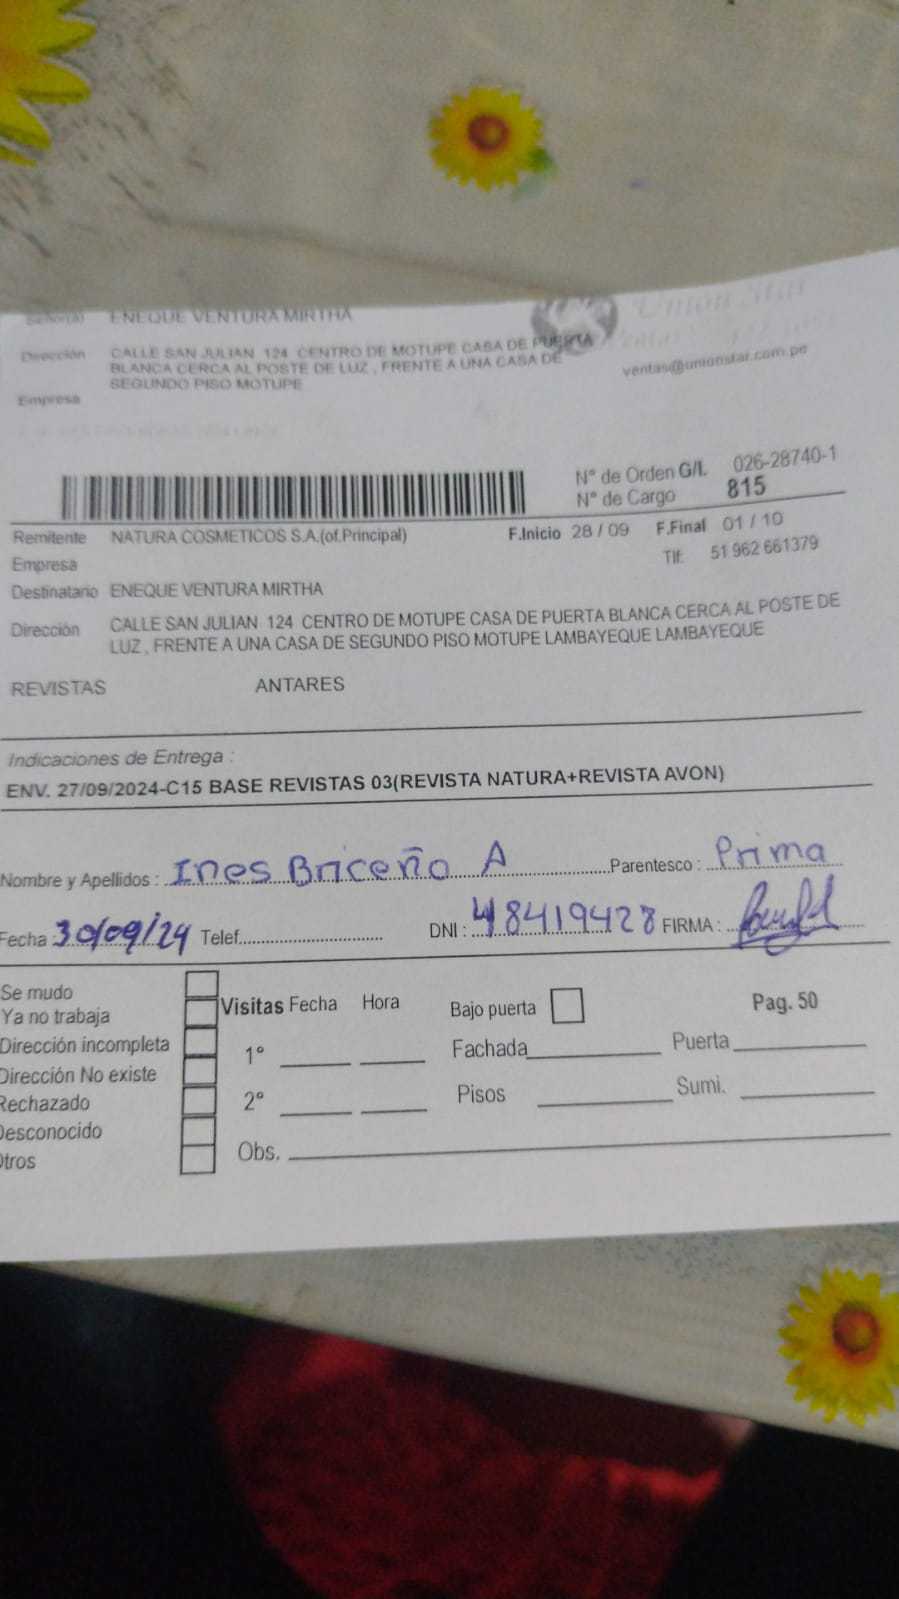 Señor(a) ENEQUE VENTURA MIRTHA
Union Star
Dirección CALLE SAN JULIAN 124 CENTRO DE MOTUPE CASA DE PUERTA
BLANCA CERCA AL POSTE DE LUZ , FRENTE A UNA CASA DE
SEGUNDO PISO MOTUPE
ventas@unionstar.com.pe
Empresa
N° de Orden G/I. 026-28740-1
N° de Cargo 815
Remitente NATURA COSMETICOS S.A.(of.Principal) F.Inicio 28 / 09 F.Final 01 / 10
Empresa Tlf: 51 962 661379
Destinatario ENEQUE VENTURA MIRTHA
Dirección CALLE SAN JULIAN 124 CENTRO DE MOTUPE CASA DE PUERTA BLANCA CERCA AL POSTE DE
LUZ , FRENTE A UNA CASA DE SEGUNDO PISO MOTUPE LAMBAYEQUE LAMBAYEQUE
REVISTAS ANTARES
Indicaciones de Entrega :
ENV. 27/09/2024-C15 BASE REVISTAS 03(REVISTA NATURA+REVISTA AVON)
Nombre y Apellidos : Ines Briceño A Parentesco : Prima
Fecha 30/09/24 Telef. DNI : 48419428 FIRMA :
Se mudo
Ya no trabaja
Dirección incompleta
Dirección No existe
Rechazado
Desconocido
Otros
Visitas Fecha Hora
1°
2°
Obs.
Bajo puerta Pag. 50
Fachada Puerta
Pisos Sumi.